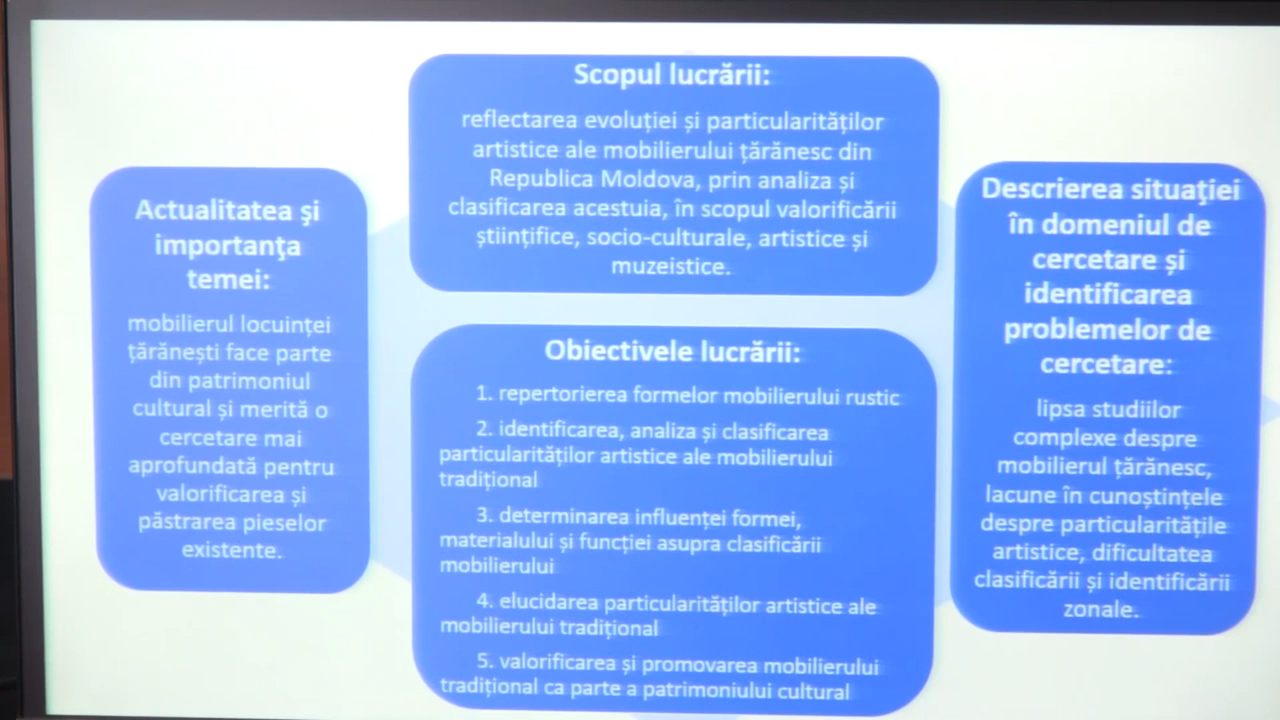 Actualitatea şi
importanţa
temei:
mobilierul locuinței
țărănești face parte
din patrimoniul
cultural și merită o
cercetare mai
aprofundată pentru
valorificarea și
păstrarea pieselor
existente.
Scopul lucrării:
reflectarea evoluției și particularităților
artistice ale mobilierului țărănesc din
Republica Moldova, prin analiza și
clasificarea acestuia, în scopul valorificării
științifice, socio-culturale, artistice și
muzeistice.
Obiectivele lucrării:
1. repertorierea formelor mobilierului rustic
2. identificarea, analiza și clasificarea
particularităților artistice ale mobilierului
tradițional
3. determinarea influenței formei,
materialului și funcției asupra clasificării
mobilierului
4. elucidarea particularităților artistice ale
mobilierului tradițional
5. valorificarea și promovarea mobilierului
tradițional ca parte a patrimoniului cultural
Descrierea situaţiei
în domeniul de
cercetare și
identificarea
problemelor de
cercetare:
lipsa studiilor
complexe despre
mobilierul țărănesc,
lacune în cunoștințele
despre particularitățile
artistice, dificultatea
clasificării și identificării
zonale.